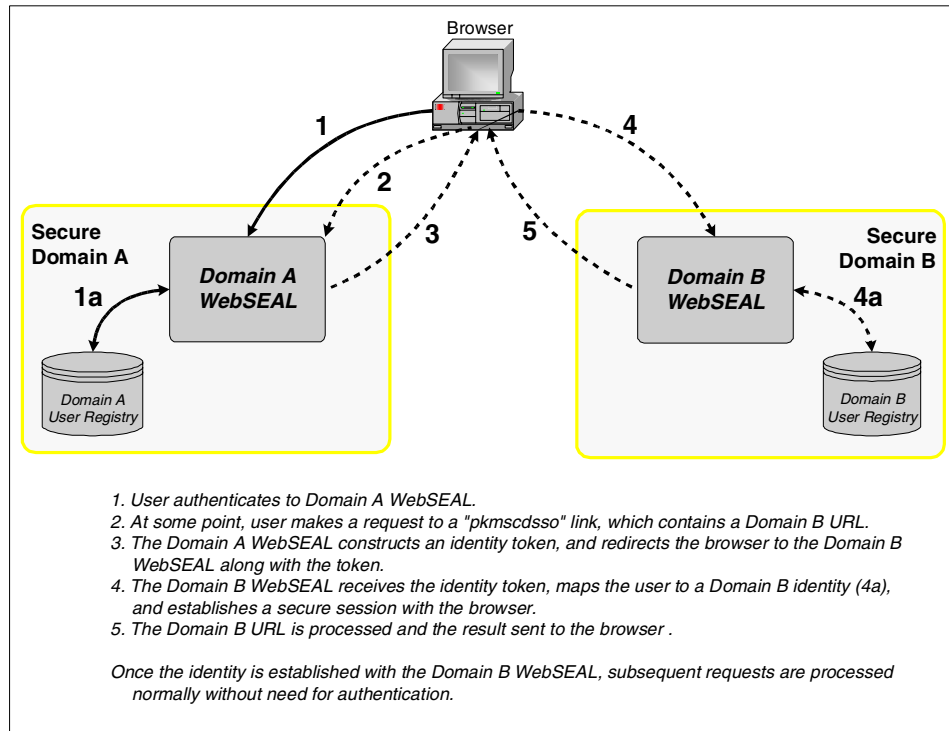 Browser
1
4
2
3
5
Secure
Domain A
Secure
Domain B
Domain A
WebSEAL
Domain B
WebSEAL
1a
4a
Domain A
User Registry
Domain B
User Registry
1. User authenticates to Domain A WebSEAL.
2. At some point, user makes a request to a "pkmscdsso" link, which contains a Domain B URL.
3. The Domain A WebSEAL constructs an identity token, and redirects the browser to the Domain B
WebSEAL along with the token.
4. The Domain B WebSEAL receives the identity token, maps the user to a Domain B identity (4a),
and establishes a secure session with the browser.
5. The Domain B URL is processed and the result sent to the browser .
Once the identity is established with the Domain B WebSEAL, subsequent requests are processed
normally without need for authentication.